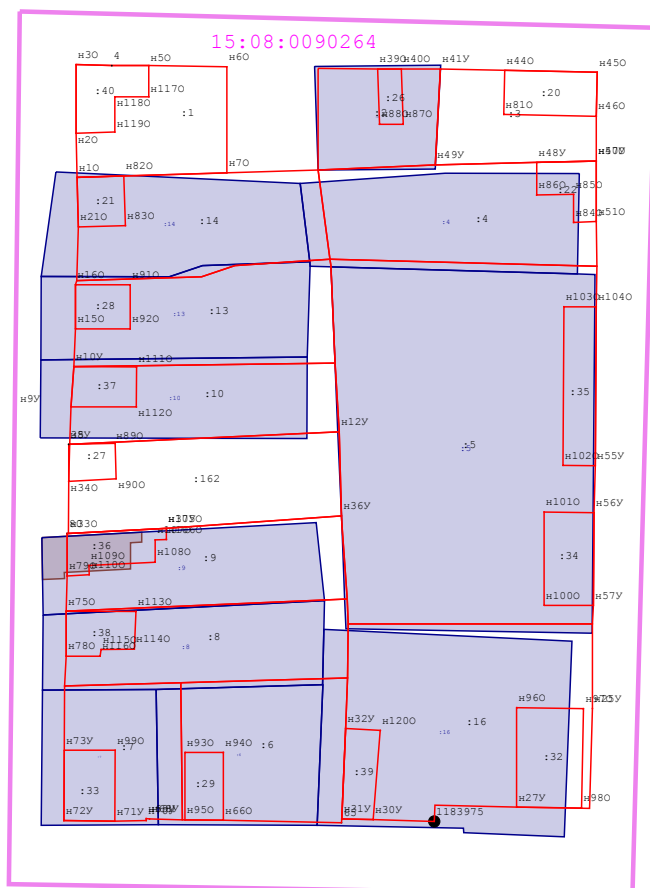 15:08:0090264
н3О 4 н5О н6О н39О н40О н41У н44О н45О
:40 н117О :26 :20
н118О :1 н88О н87О н81О :3 н46О
н119О
н2О
н49У н48У
н1О н82О н7О н86О :22 н85О
:21 :14 :14 :4 :4 н84О н51О
н21О н83О
н16О н91О
:28 :13 :13 н103О н104О
н15О н92О
н10У н111О
:37 :10 :10 :35
н9У н112О н12У
н89О :5
:27 н102О н55У
н34О н90О :162
н36У н101О н56У
н33О
:36 н108О :9 :34
н109О
н79О н110О :9
н75О н113О н100О н57У
:38 н115О н114О :8
н78О н116О :8
н96О н25У
н73У н99О :7 н93О н94О :6 н32У н120О :16 :16
:33 :29 :39 :32
н72У н71У н95О н66О н31У н30У 1183975 н27У н98О